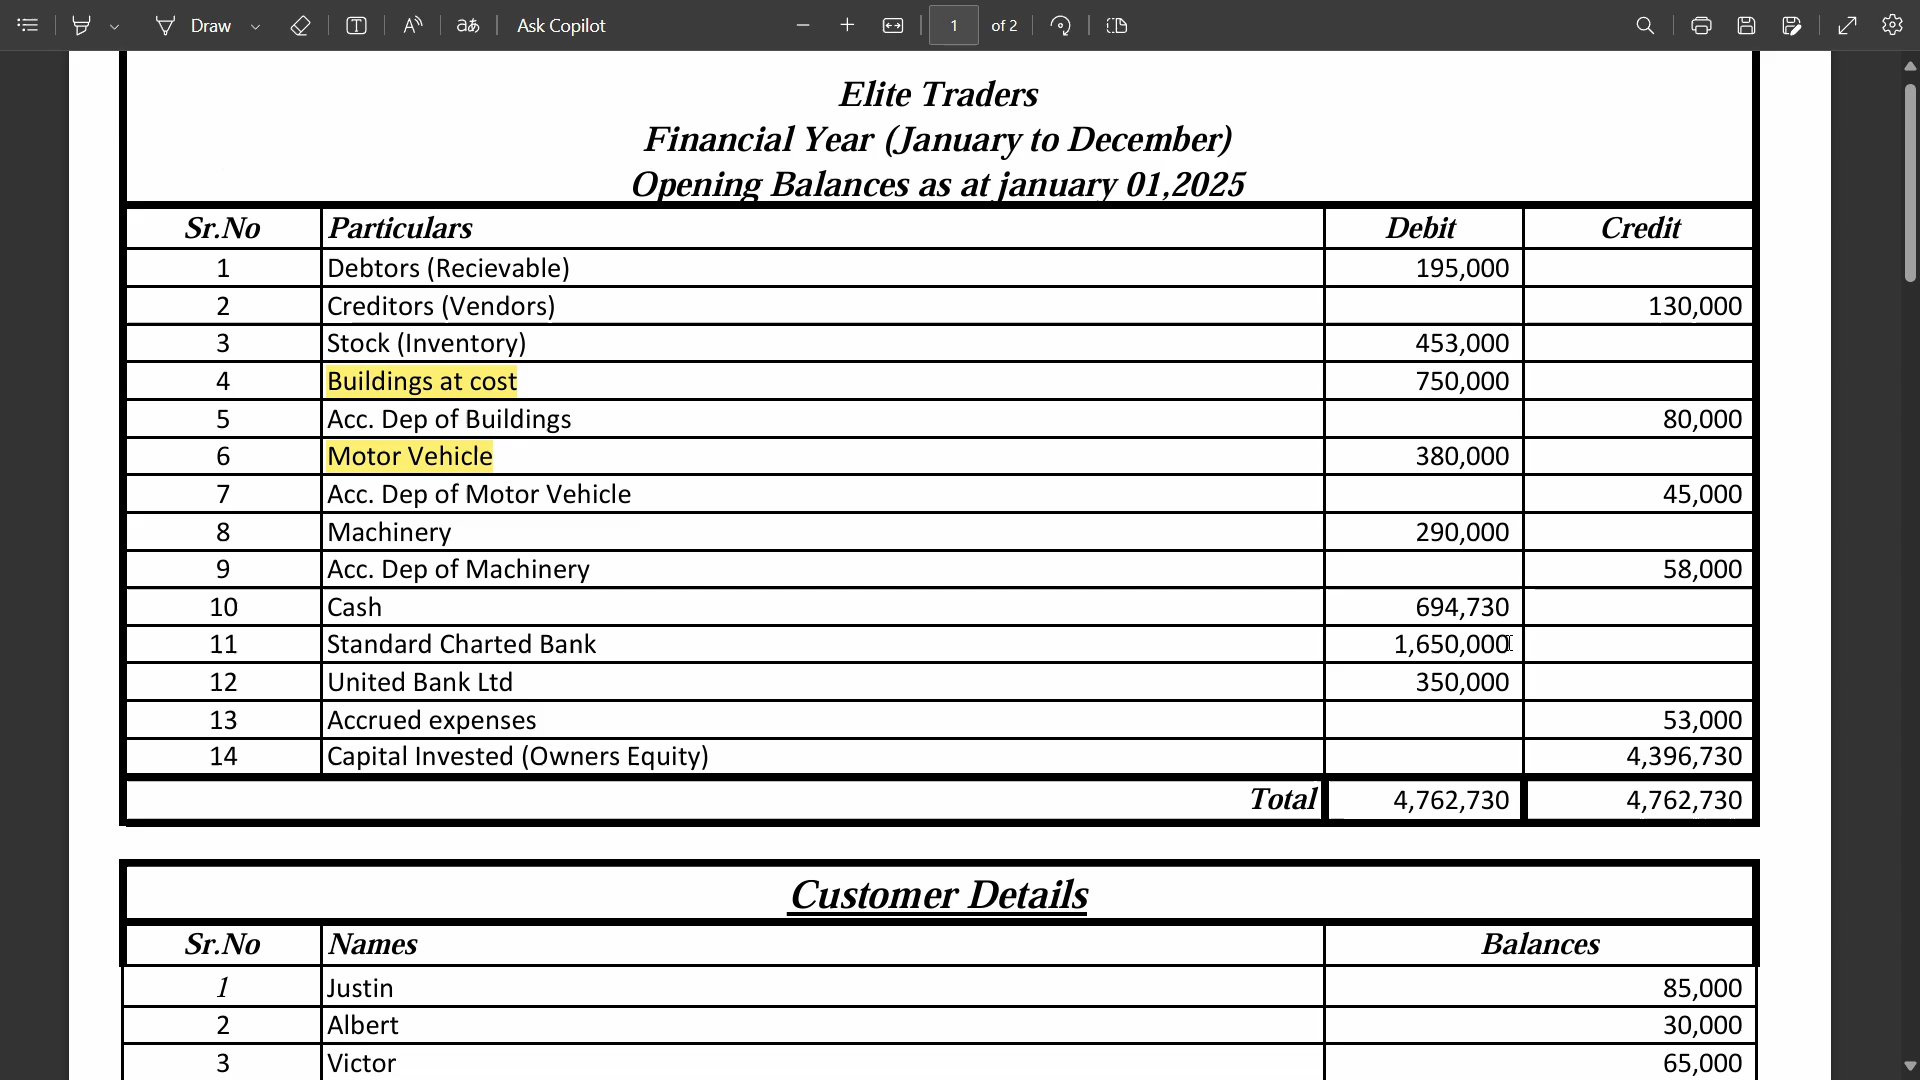 Draw
Ask Copilot
1 of 2
Elite Traders
Financial Year (January to December)
Opening Balances as at january 01,2025
Sr.No Particulars Debit Credit
1 Debtors (Recievable) 195,000
2 Creditors (Vendors) 130,000
3 Stock (Inventory) 453,000
4 Buildings at cost 750,000
5 Acc. Dep of Buildings 80,000
6 Motor Vehicle 380,000
7 Acc. Dep of Motor Vehicle 45,000
8 Machinery 290,000
9 Acc. Dep of Machinery 58,000
10 Cash 694,730
11 Standard Charted Bank 1,650,000
12 United Bank Ltd 350,000
13 Accrued expenses 53,000
14 Capital Invested (Owners Equity) 4,396,730
Total 4,762,730 4,762,730
Customer Details
Sr.No Names Balances
1 Justin 85,000
2 Albert 30,000
3 Victor 65,000